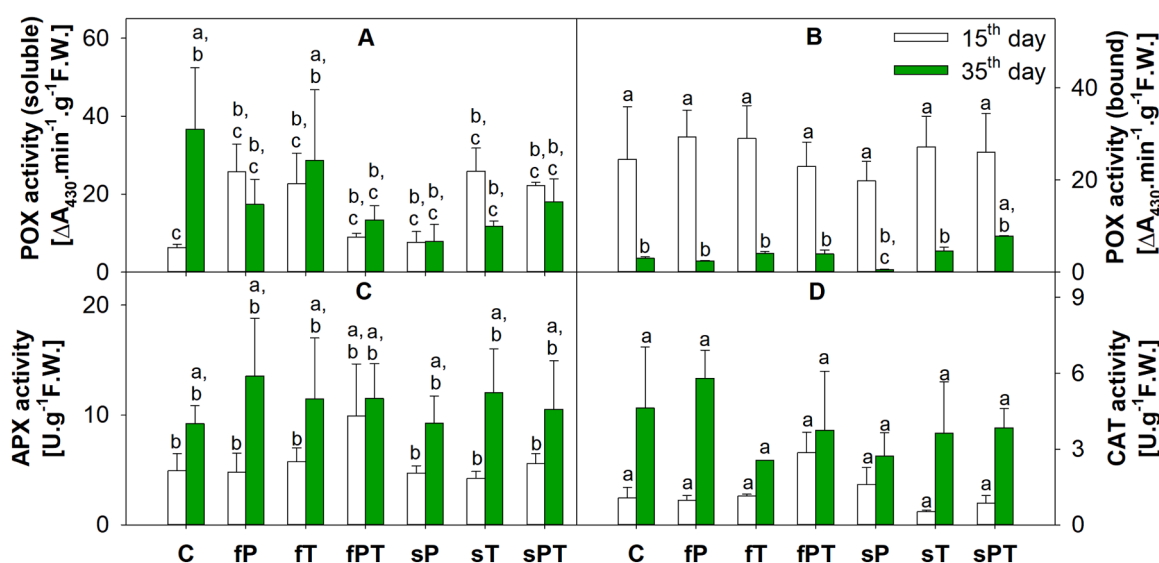 POX activity (soluble)
[ΔA430.min-1.g-1F.W.]
60
40
20
0
A
c
a,
b
b,
c
b,
c
b,
c
a,
b
b,
c
b,
c
b,
c
b,
c
b,
c
b,
c
b,
c
b,
c
B
15th day
35th day
a
b
a
b
a
b
a
b
a
b,
c
a
b
a
a,
b
40
20
0
POX activity (bound)
[ΔA430.min-1.g-1F.W.]
APX activity
[U.g-1F.W.]
20
10
0
C
b
a,
b
b
a,
b
b
a,
b
a,
b
a,
b
b
a,
b
b
a,
b
b
a,
b
C
fP
fT
fPT
sP
sT
sPT
D
a
a
a
a
a
a
a
a
a
a
a
a
a
a
C
fP
fT
fPT
sP
sT
sPT
9
6
3
0
CAT activity
[U.g-1F.W.]